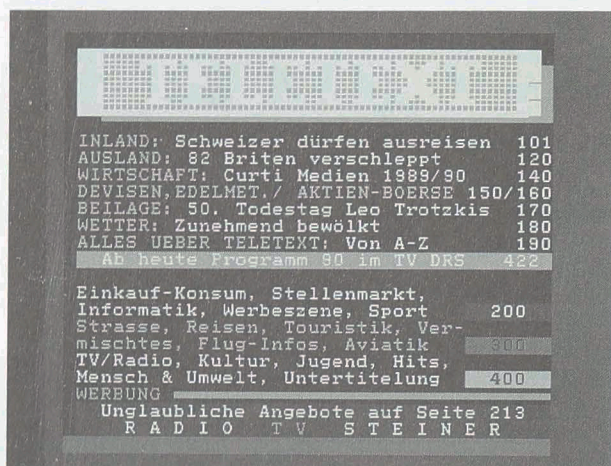 TELETEXT
INLAND: Schweizer dürfen ausreisen 101
AUSLAND: 82 Briten verschleppt 120
WIRTSCHAFT: Curti Medien 1989/90 140
DEVISEN,EDELMET./ AKTIEN-BOERSE 150/160
BEILAGE: 50. Todestag Leo Trotzkis 170
WETTER: Zunehmend bewölkt 180
ALLES UEBER TELETEXT: Von A-Z 190
Ab heute Programm 90 im TV DRS 422
Einkauf-Konsum, Stellenmarkt,
Informatik, Werbeszene, Sport 200
Strasse, Reisen, Touristik, Ver-
mischtes, Flug-Infos, Aviatik 300
TV/Radio, Kultur, Jugend, Hits,
Mensch & Umwelt, Untertitelung 400
WERBUNG
Unglaubliche Angebote auf Seite 213
RADIO TV STEINER